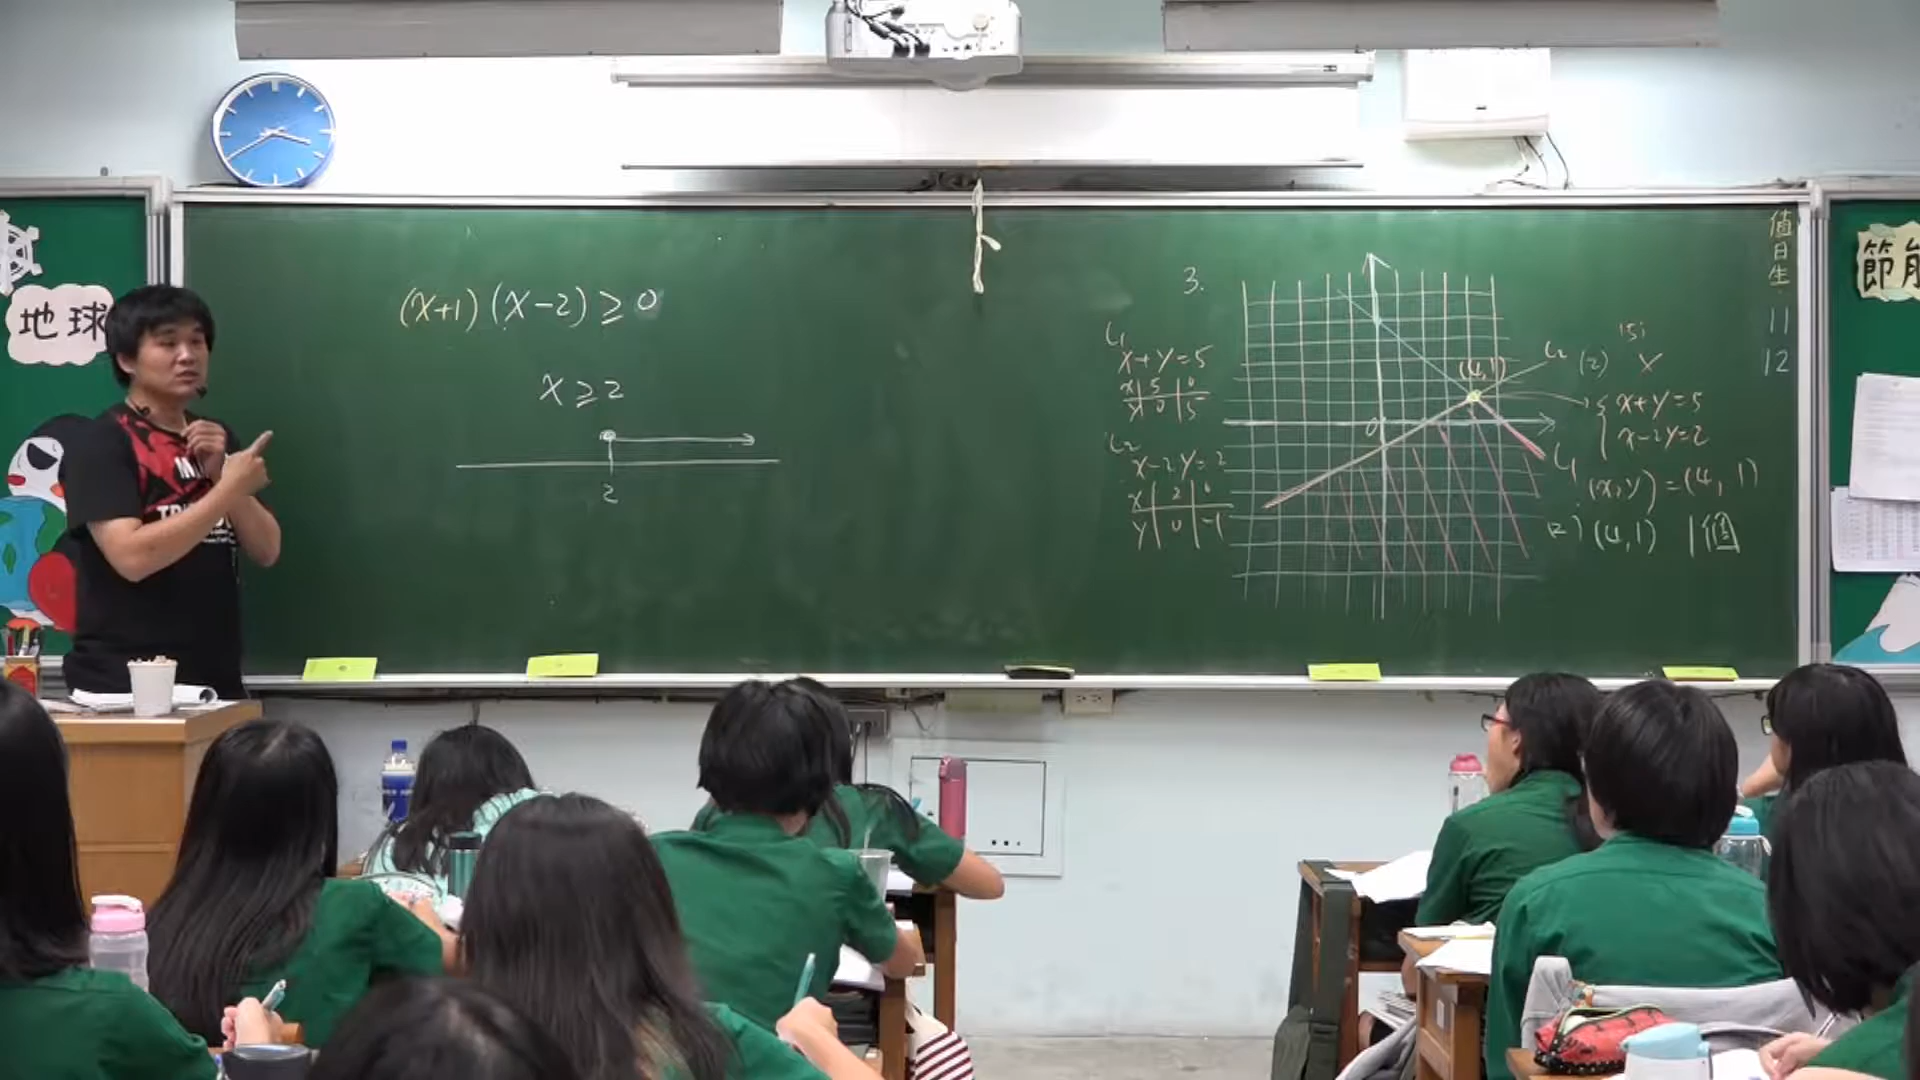 地球
(x+1)(x-2)≥0
x≥2
2
3.
L1
x+y=5
x 5 0
y 0 5
L2
x-2y=2
x 2 0
y 0 -1
(4,1)
L2
0
L1
(2)
x+y=5
x-2y=2
(x,y)=(4,1)
(4,1) 1個
值日生
11
12
節